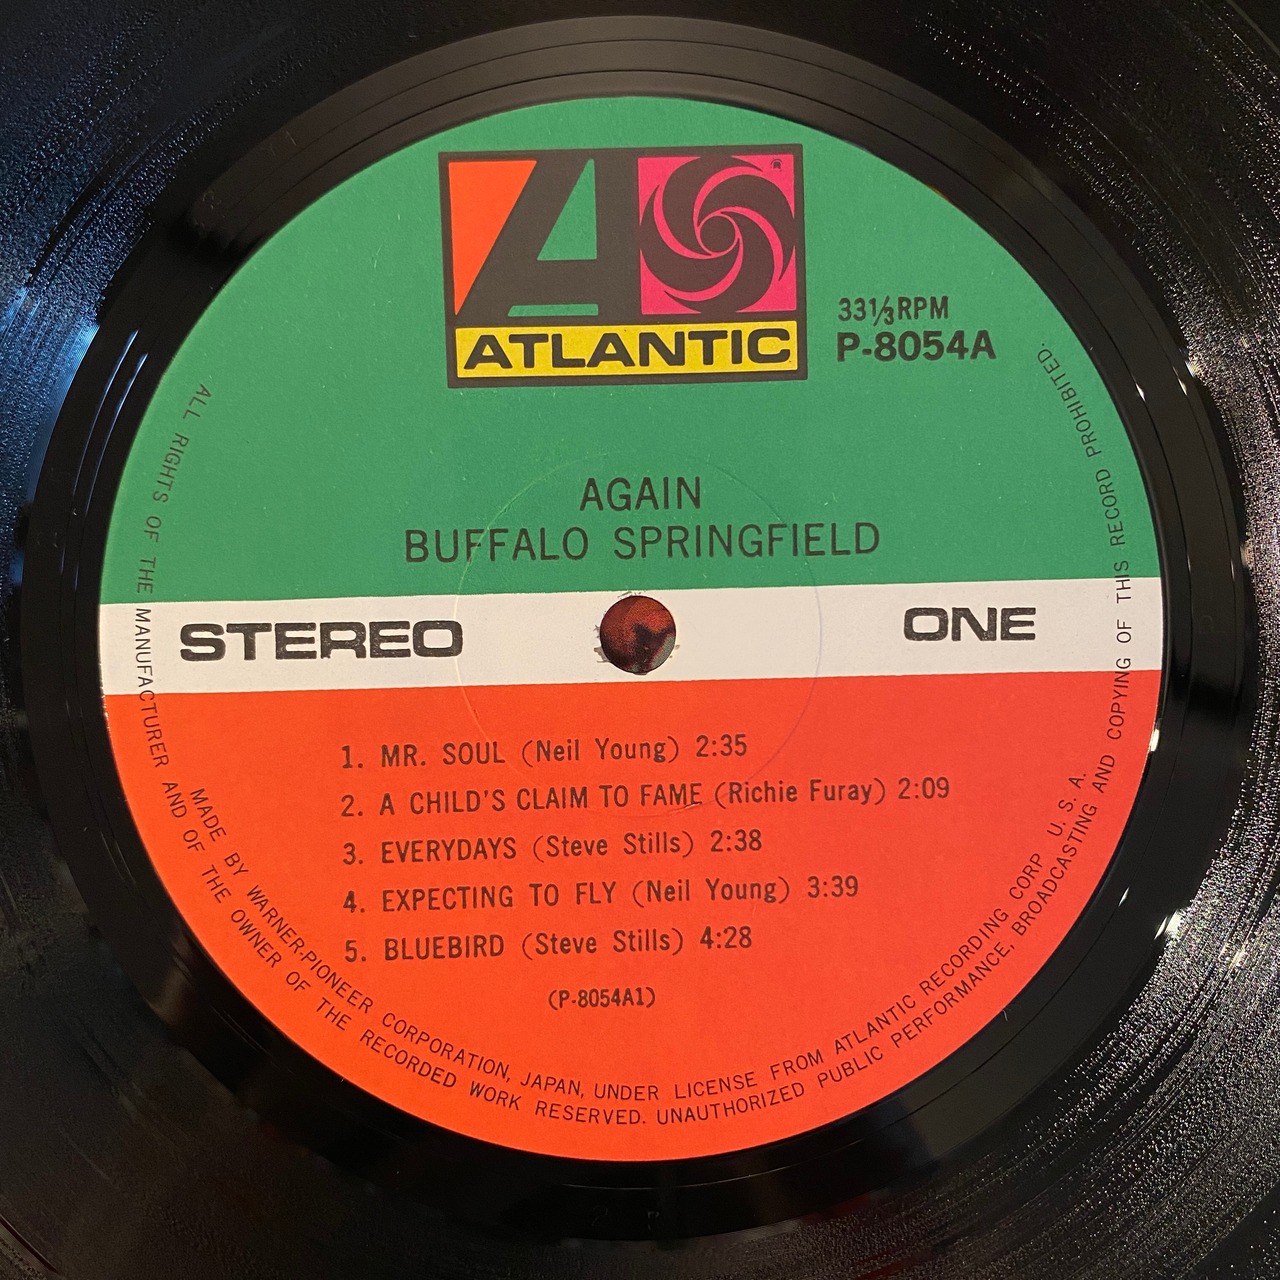 ATLANTIC
33⅓RPM
P-8054A
AGAIN
BUFFALO SPRINGFIELD
STEREO
ONE
1. MR. SOUL (Neil Young) 2:35
2. A CHILD'S CLAIM TO FAME (Richie Furay) 2:09
3. EVERYDAYS (Steve Stills) 2:38
4. EXPECTING TO FLY (Neil Young) 3:39
5. BLUEBIRD (Steve Stills) 4:28
(P-8054A1)
MADE BY WARNER-PIONEER CORPORATION, JAPAN, UNDER LICENSE FROM ATLANTIC RECORDING CORP. U. S. A.
ALL RIGHTS OF THE MANUFACTURER AND OF THE OWNER OF THE RECORDED WORK RESERVED. UNAUTHORIZED PUBLIC PERFORMANCE, BROADCASTING AND COPYING OF THIS RECORD PROHIBITED.